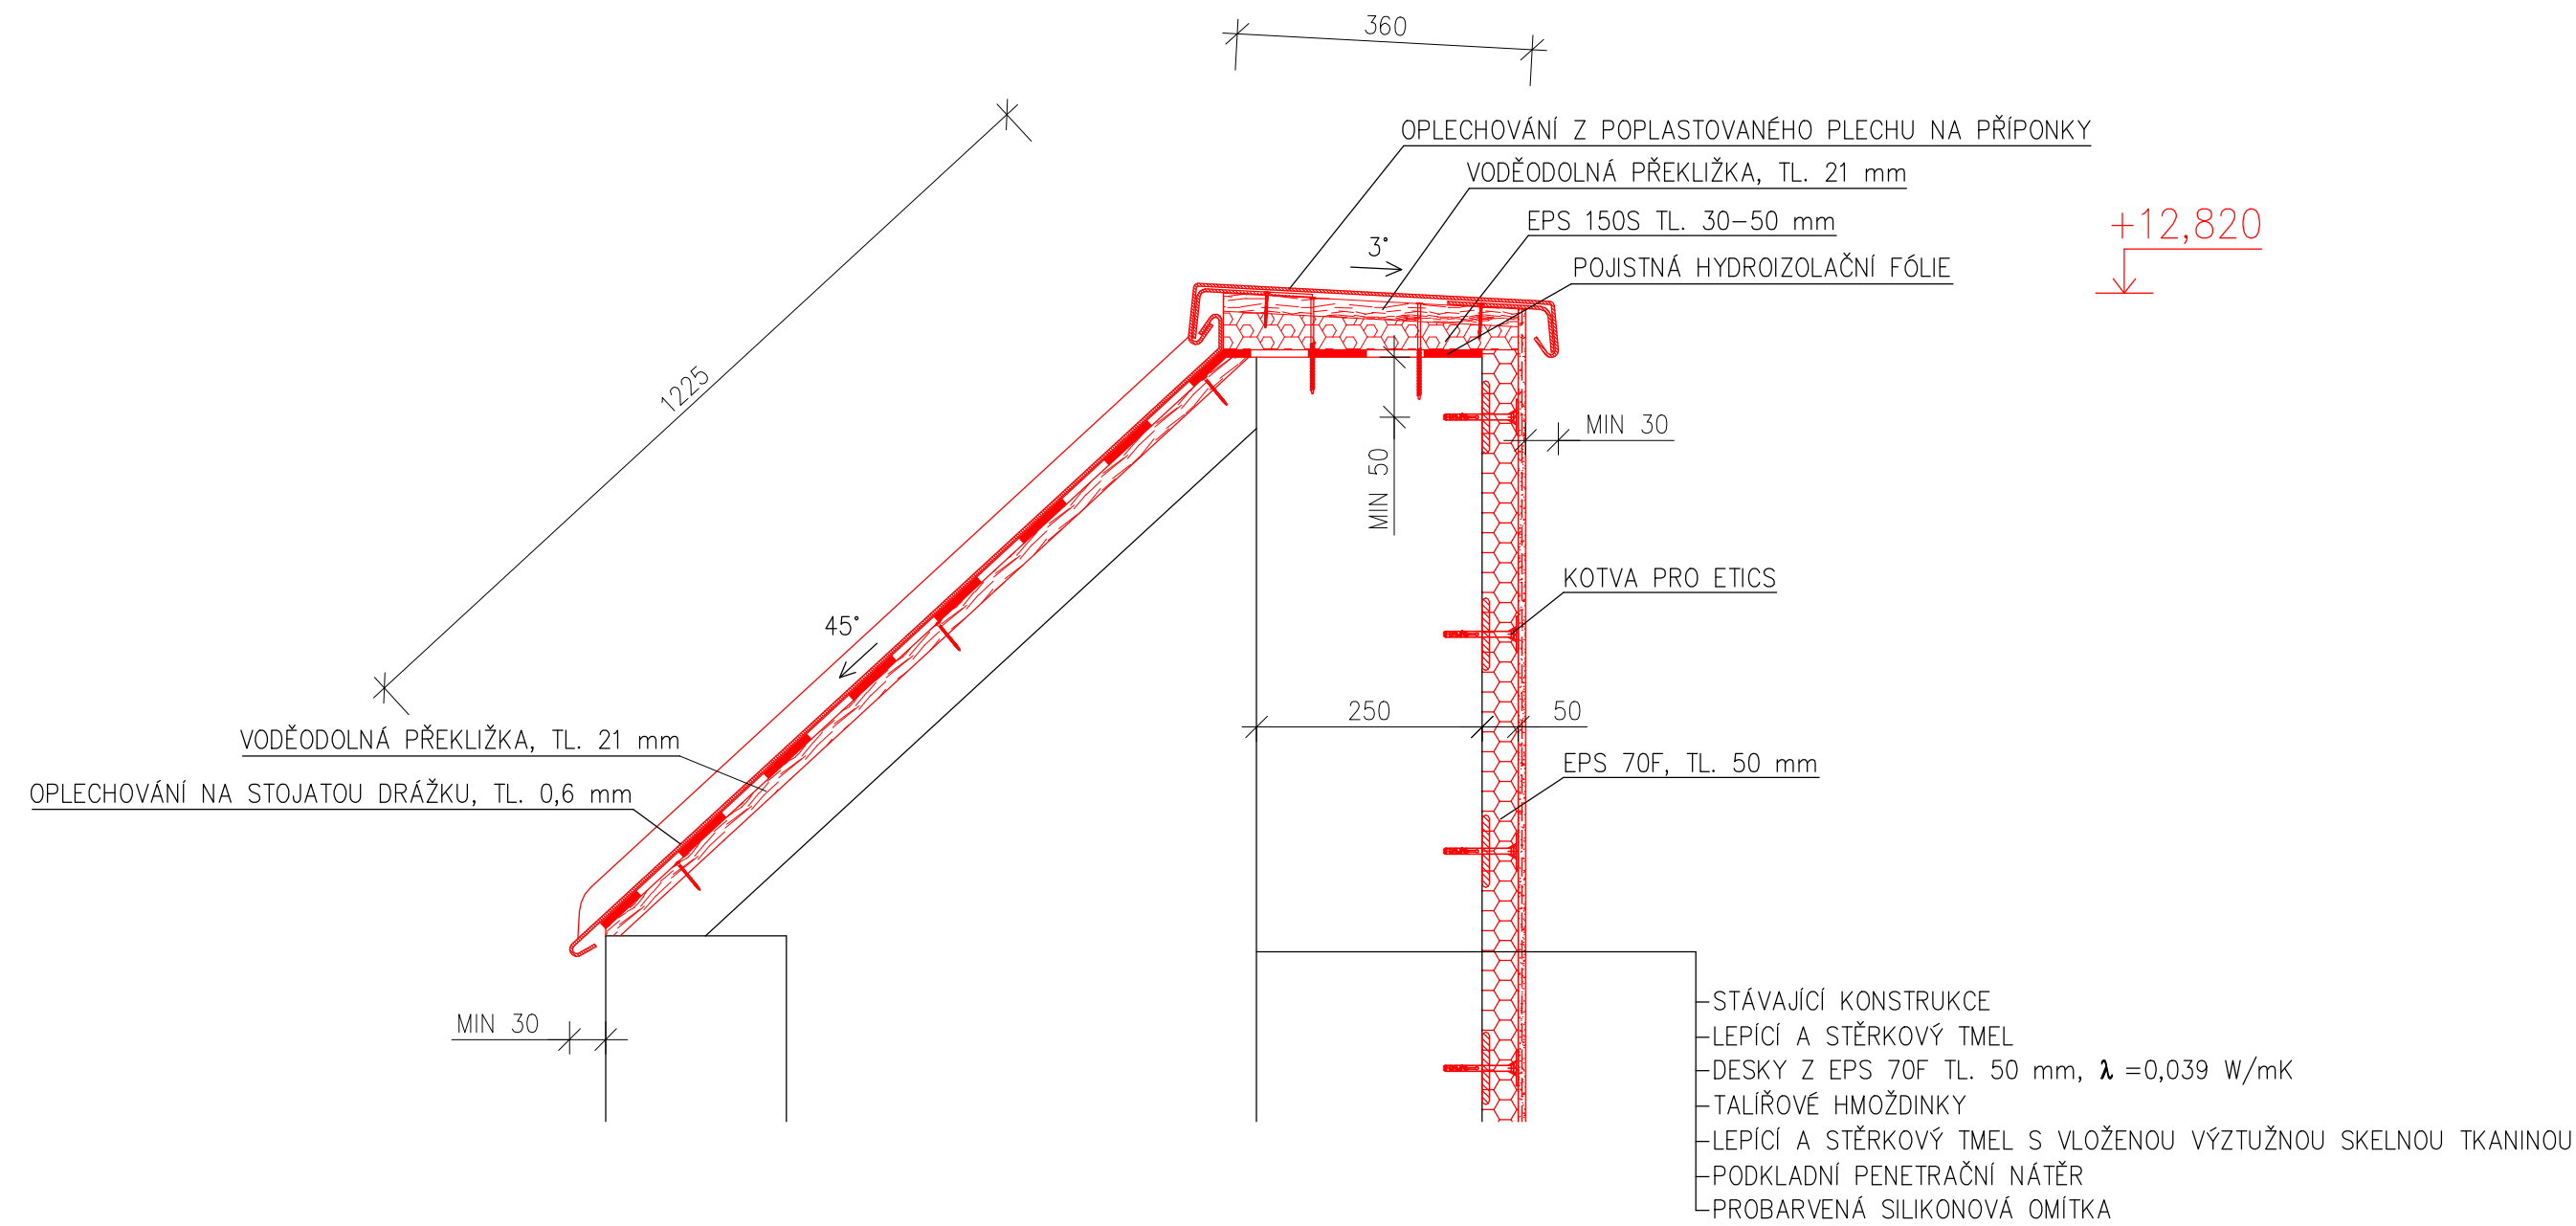 360
OPLECHOVÁNÍ Z POPLASTOVANÉHO PLECHU NA PŘÍPONKY
VODĚODOLNÁ PŘEKLIŽKA, TL. 21 mm
EPS 150S TL. 30-50 mm
+12,820
3°
POJISTNÁ HYDROIZOLAČNÍ FÓLIE
1225
MIN 30
MIN 50
KOTVA PRO ETICS
45°
250
50
VODĚODOLNÁ PŘEKLIŽKA, TL. 21 mm
EPS 70F, TL. 50 mm
OPLECHOVÁNÍ NA STOJATOU DRÁŽKU, TL. 0,6 mm
MIN 30
STÁVAJÍCÍ KONSTRUKCE
LEPÍCÍ A STĚRKOVÝ TMEL
DESKY Z EPS 70F TL. 50 mm, λ =0,039 W/mK
TALÍŘOVÉ HMOŽDINKY
LEPÍCÍ A STĚRKOVÝ TMEL S VLOŽENOU VÝZTUŽNOU SKELNOU TKANINOU
PODKLADNÍ PENETRAČNÍ NÁTĚR
PROBARVENÁ SILIKONOVÁ OMÍTKA